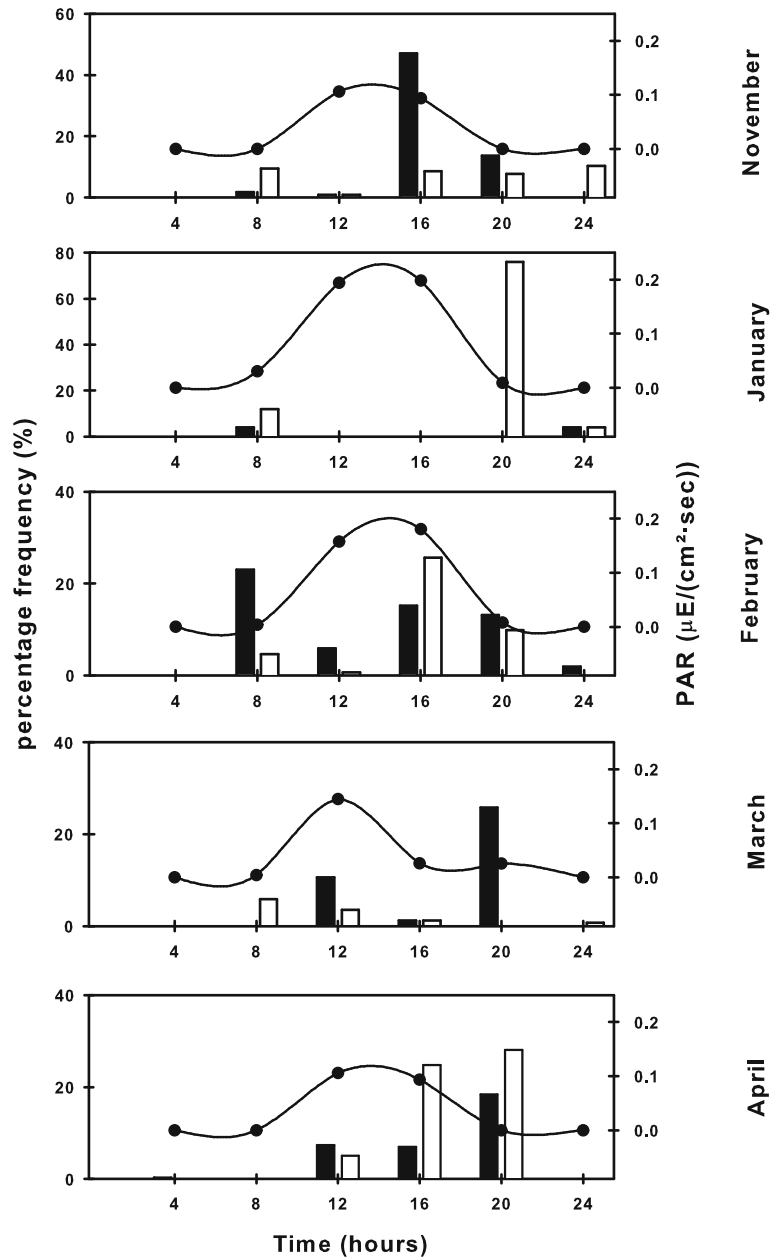 60
40
20
0
0.2
0.1
0.0
4 8 12 16 20 24
November
80
60
40
20
0
0.2
0.1
0.0
4 8 12 16 20 24
January
percentage frequency (%)
40
20
0
0.2
0.1
0.0
4 8 12 16 20 24
PAR (µE/(cm²·sec))
February
40
20
0
0.2
0.1
0.0
4 8 12 16 20 24
March
40
20
0
0.2
0.1
0.0
4 8 12 16 20 24
April
Time (hours)